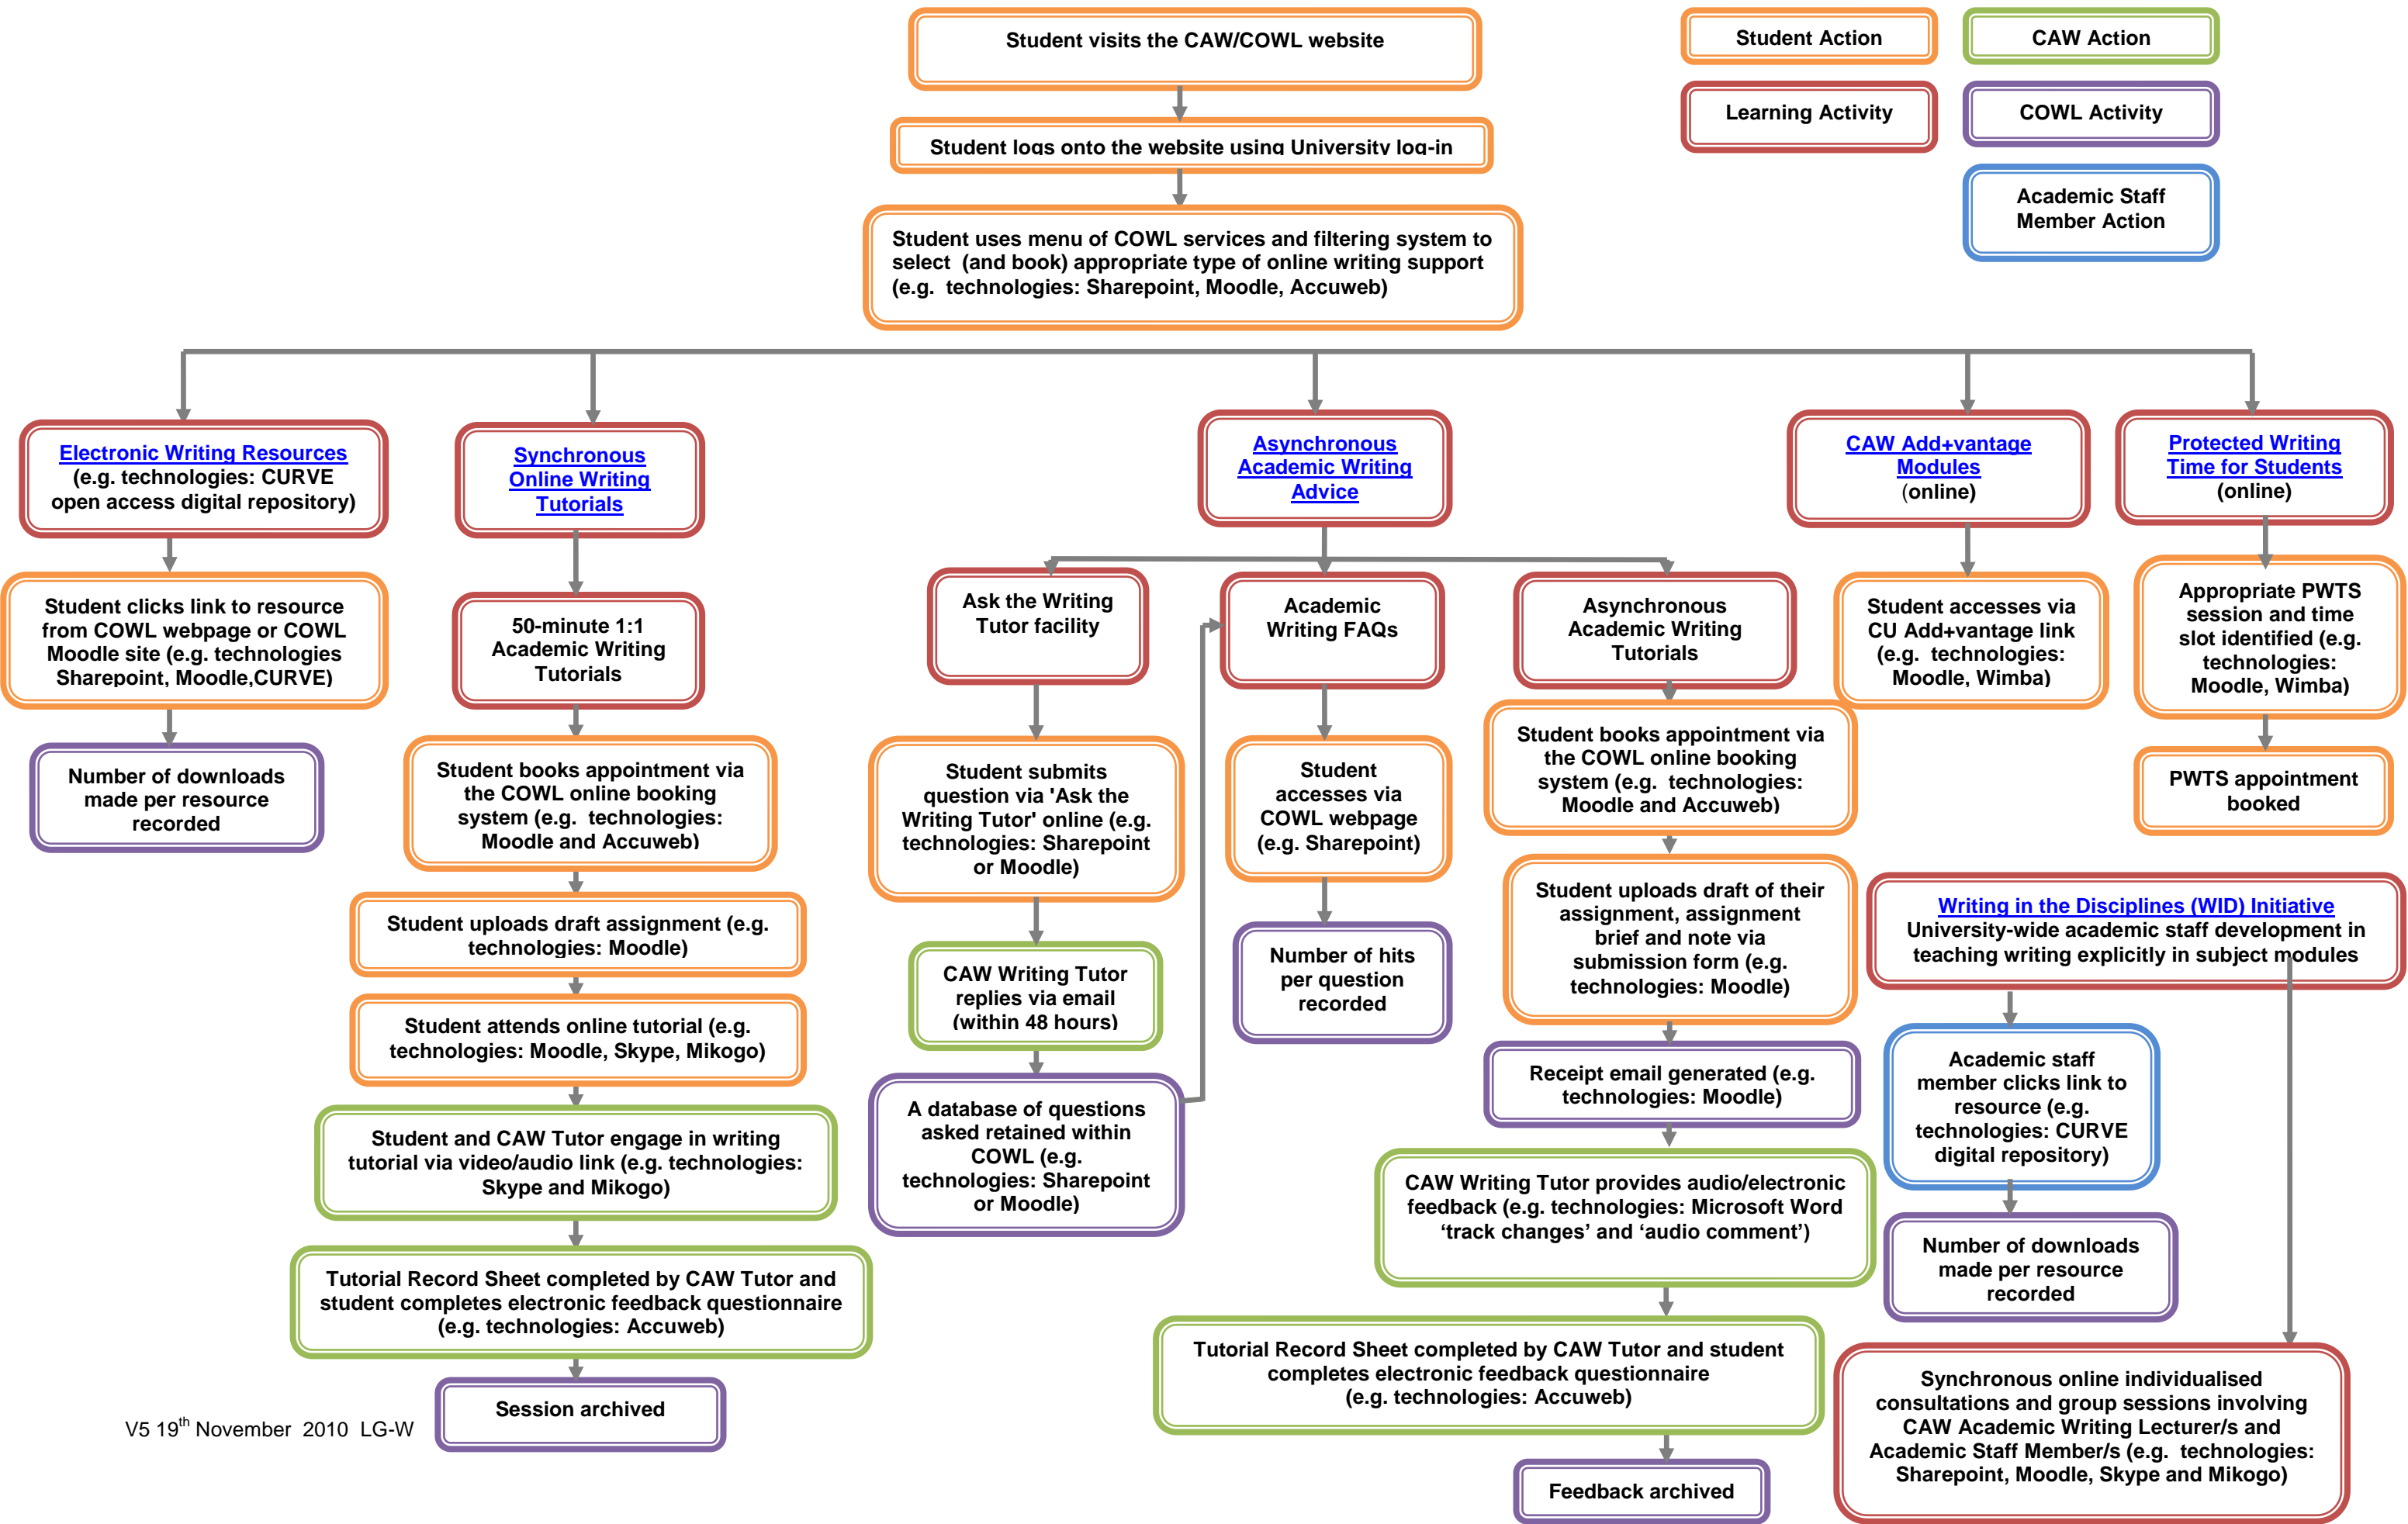 Student visits the CAW/COWL website
Student logs onto the website using University log-in
Student uses menu of COWL services and filtering system to
select (and book) appropriate type of online writing support
(e.g. technologies: Sharepoint, Moodle, Accuweb)
Student Action
CAW Action
Learning Activity
COWL Activity
Academic Staff
Member Action
Electronic Writing Resources
(e.g. technologies: CURVE
open access digital repository)
Student clicks link to resource
from COWL webpage or COWL
Moodle site (e.g. technologies
Sharepoint, Moodle,CURVE)
Number of downloads
made per resource
recorded
Synchronous
Online Writing
Tutorials
50-minute 1:1
Academic Writing
Tutorials
Student books appointment via
the COWL online booking
system (e.g. technologies:
Moodle and Accuweb)
Student uploads draft assignment (e.g.
technologies: Moodle)
Student attends online tutorial (e.g.
technologies: Moodle, Skype, Mikogo)
Student and CAW Tutor engage in writing
tutorial via video/audio link (e.g. technologies:
Skype and Mikogo)
Tutorial Record Sheet completed by CAW Tutor and
student completes electronic feedback questionnaire
(e.g. technologies: Accuweb)
Session archived
Asynchronous
Academic Writing
Advice
Ask the Writing
Tutor facility
Student submits
question via 'Ask the
Writing Tutor' online (e.g.
technologies: Sharepoint
or Moodle)
CAW Writing Tutor
replies via email
(within 48 hours)
A database of questions
asked retained within
COWL (e.g.
technologies: Sharepoint
or Moodle)
Academic
Writing FAQs
Student
accesses via
COWL webpage
(e.g. Sharepoint)
Number of hits
per question
recorded
Asynchronous
Academic Writing
Tutorials
Student books appointment via
the COWL online booking
system (e.g. technologies:
Moodle and Accuweb)
Student uploads draft of their
assignment, assignment
brief and note via
submission form (e.g.
technologies: Moodle)
Receipt email generated (e.g.
technologies: Moodle)
CAW Writing Tutor provides audio/electronic
feedback (e.g. technologies: Microsoft Word
‘track changes’ and ‘audio comment’)
Tutorial Record Sheet completed by CAW Tutor and student
completes electronic feedback questionnaire
(e.g. technologies: Accuweb)
Feedback archived
CAW Add+vantage
Modules
(online)
Student accesses via
CU Add+vantage link
(e.g. technologies:
Moodle, Wimba)
Protected Writing
Time for Students
(online)
Appropriate PWTS
session and time
slot identified (e.g.
technologies:
Moodle, Wimba)
PWTS appointment
booked
Writing in the Disciplines (WID) Initiative
University-wide academic staff development in
teaching writing explicitly in subject modules
Academic staff
member clicks link to
resource (e.g.
technologies: CURVE
digital repository)
Number of downloads
made per resource
recorded
Synchronous online individualised
consultations and group sessions involving
CAW Academic Writing Lecturer/s and
Academic Staff Member/s (e.g. technologies:
Sharepoint, Moodle, Skype and Mikogo)
V5 19th November 2010 LG-W